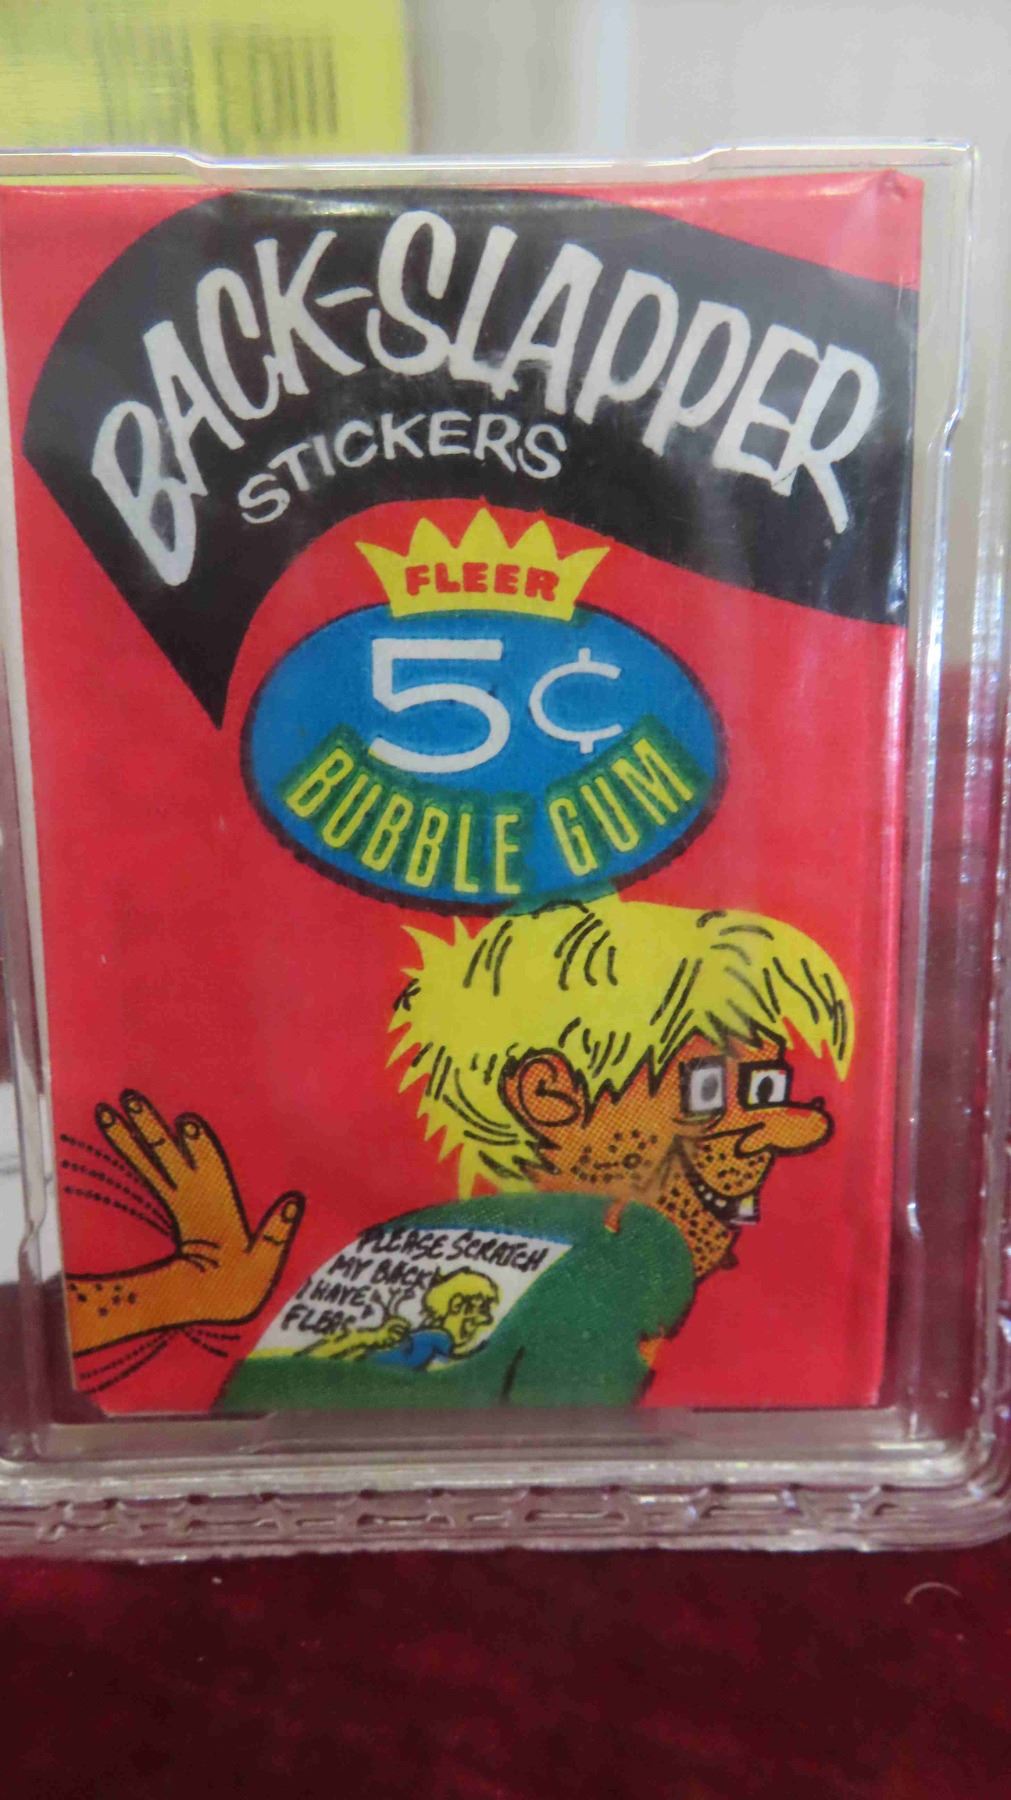 BACK-SLAPPER
STICKERS
FLEER
5¢
BUBBLE GUM
PLEASE SCRATCH
MY BACK
I HAVE
FLEAS